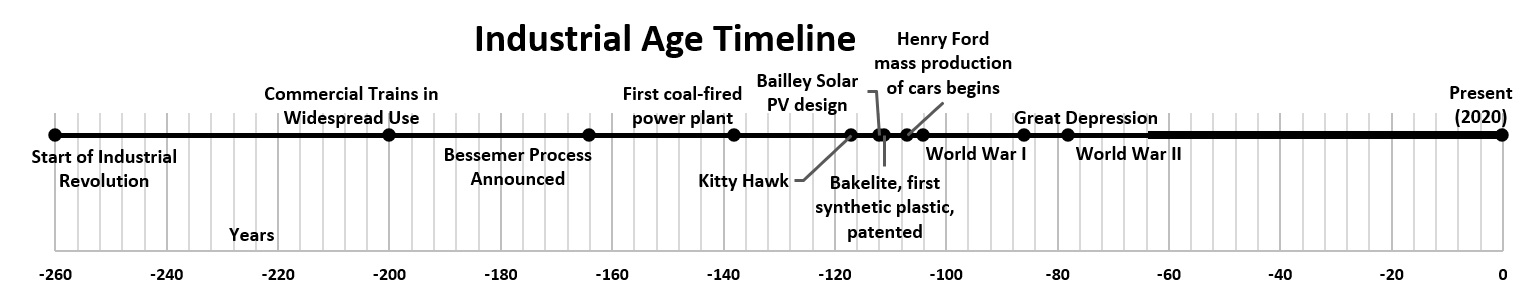 Industrial Age Timeline
Henry Ford
mass production
of cars begins
Commercial Trains in
Widespread Use
First coal-fired
power plant
Bailley Solar
PV design
Great Depression
Present
(2020)
Start of Industrial
Revolution
Bessemer Process
Announced
Kitty Hawk
Bakelite, first
synthetic plastic,
patented
World War I
World War II
Years
-260 -240 -220 -200 -180 -160 -140 -120 -100 -80 -60 -40 -20 0